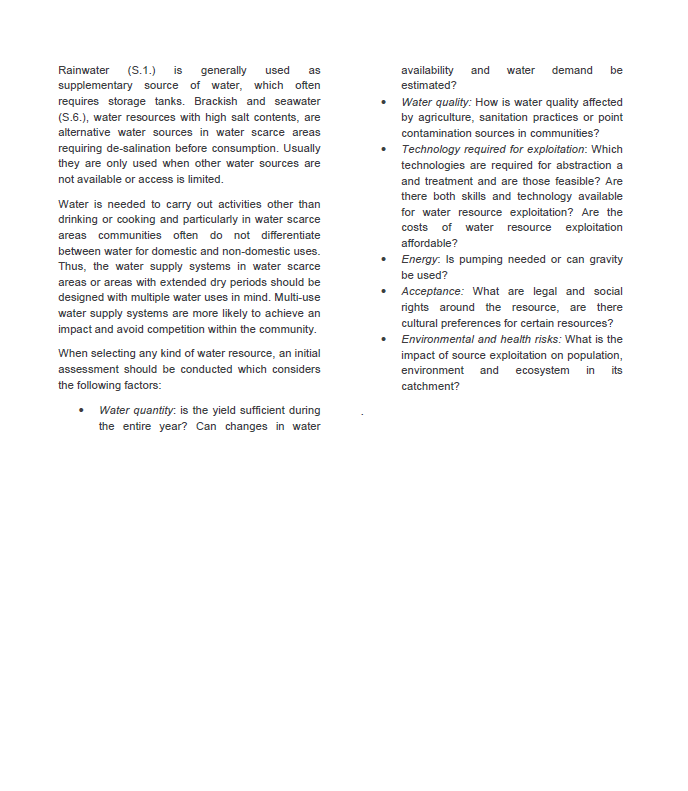 Rainwater (S.1.) is generally used as
supplementary source of water, which often
requires storage tanks. Brackish and seawater
(S.6.), water resources with high salt contents, are
alternative water sources in water scarce areas
requiring de-salination before consumption. Usually
they are only used when other water sources are
not available or access is limited.
Water is needed to carry out activities other than
drinking or cooking and particularly in water scarce
areas communities often do not differentiate
between water for domestic and non-domestic uses.
Thus, the water supply systems in water scarce
areas or areas with extended dry periods should be
designed with multiple water uses in mind. Multi-use
water supply systems are more likely to achieve an
impact and avoid competition within the community.
When selecting any kind of water resource, an initial
assessment should be conducted which considers
the following factors:
• Water quantity: is the yield sufficient during
the entire year? Can changes in water
availability and water demand be
estimated?
• Water quality: How is water quality affected
by agriculture, sanitation practices or point
contamination sources in communities?
• Technology required for exploitation: Which
technologies are required for abstraction a
and treatment and are those feasible? Are
there both skills and technology available
for water resource exploitation? Are the
costs of water resource exploitation
affordable?
• Energy: Is pumping needed or can gravity
be used?
• Acceptance: What are legal and social
rights around the resource, are there
cultural preferences for certain resources?
• Environmental and health risks: What is the
impact of source exploitation on population,
environment and ecosystem in its
catchment?
.